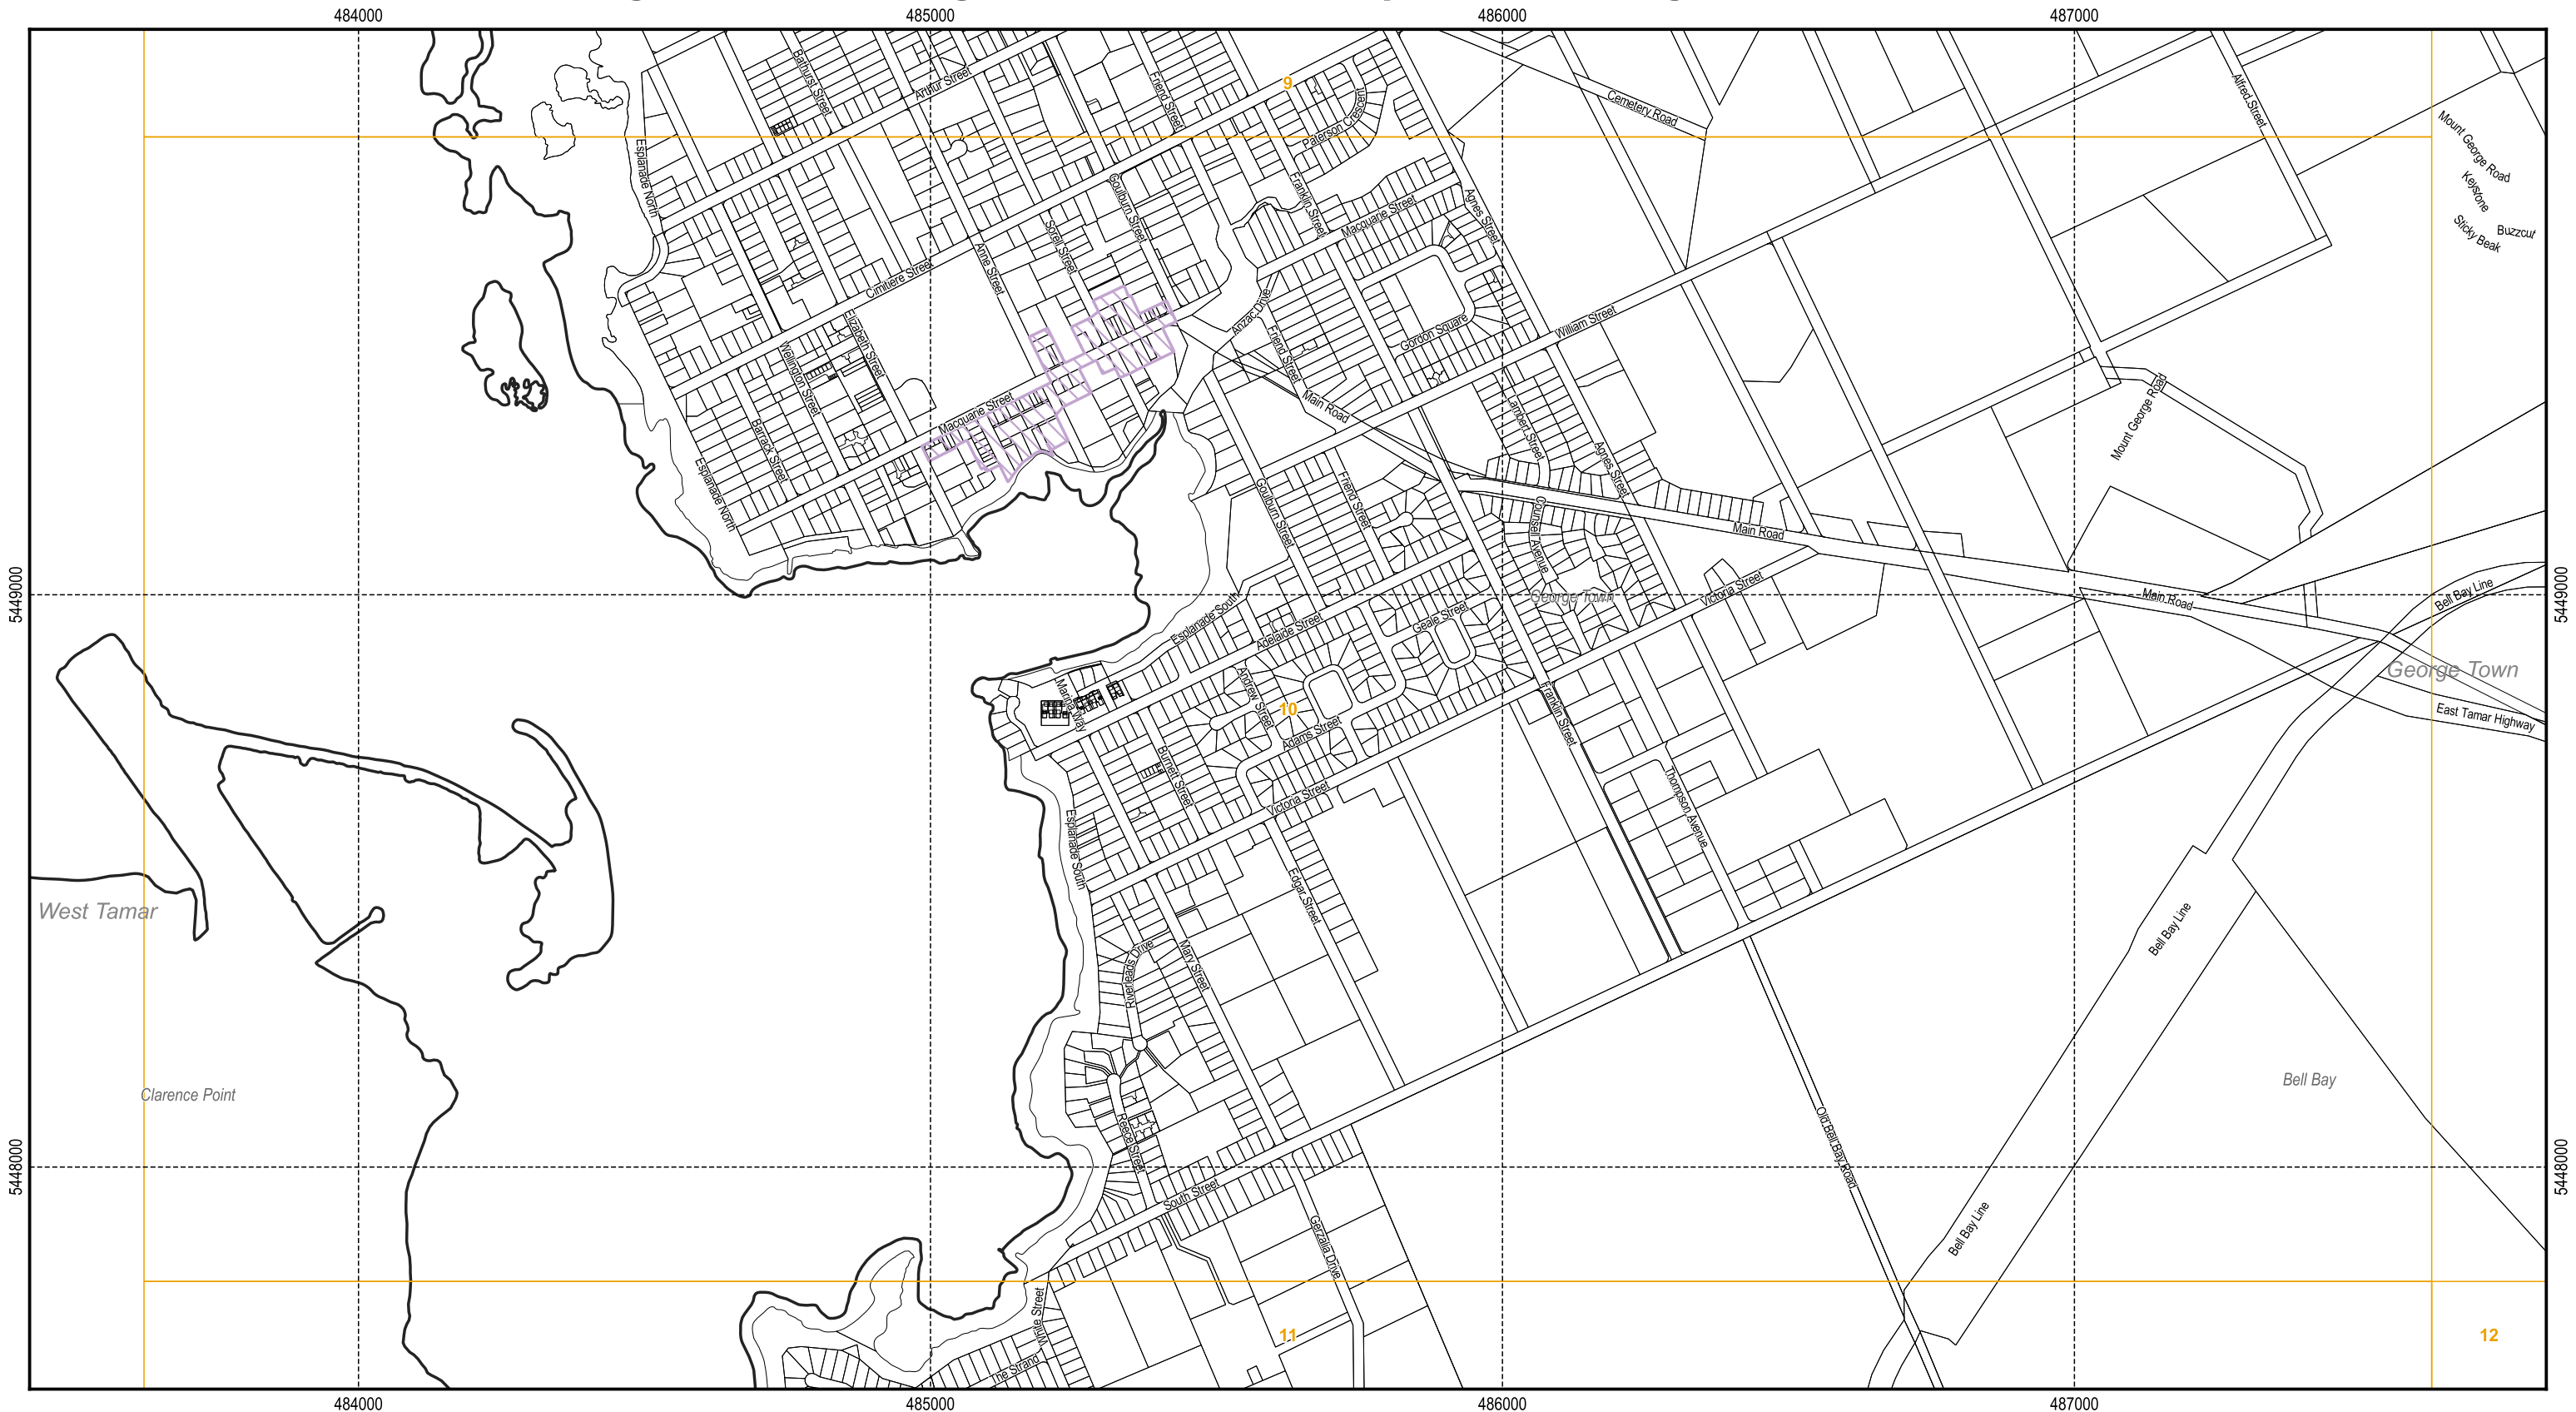 484000
485000
486000
487000
Bathurst Street
Arthur Street
Friend Street
9
Cemetery Road
Alfred Street
Paterson Crescent
Mount George Road
Keystone
Buzzcut
Sticky Beak
Esplanade North
Goulburn Street
Sorell Street
Anne Street
Franklin Street
Macquarie Street
Agnes Street
Cimitiere Street
Anzac Drive
Elizabeth Street
Wellington Street
Friend Street
Gordon Square
William Street
Macquarie Street
Main Road
Lambert Street
Mount George Road
Barrack Street
Esplanade North
Agnes Street
Goulburn Street
Friend Street
Counsell Avenue
Main Road
5449000
5449000
George Town
Victoria Street
Main Road
Bell Bay Line
Esplanade South
Adelaide Street
Geale Street
George Town
Marina Way
Andrew Street
10
Adams Street
Franklin Street
East Tamar Highway
Burnett Street
Victoria Street
Thompson Avenue
Esplanade South
Edgar Street
West Tamar
Bell Bay Line
Riverleads Drive
Mary Street
Clarence Point
Bell Bay
Reece Street
Old Bell Bay Road
5448000
5448000
South Street
Gerzalia Drive
Bell Bay Line
White Street
The Strand
11
12
484000
485000
486000
487000